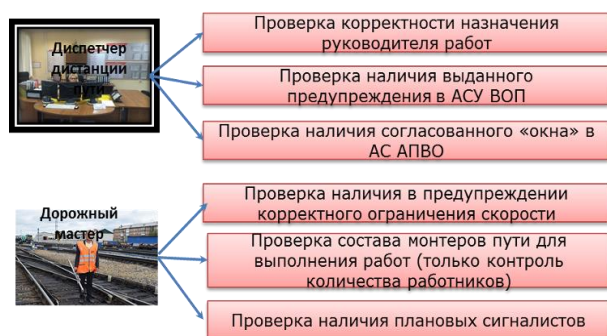 Диспетчер
дистанции
пути
Проверка корректности назначения
руководителя работ
Проверка наличия выданного
предупреждения в АСУ ВОП
Проверка наличия согласованного «окна» в
АС АПВО
Дорожный
мастер
Проверка наличия в предупреждении
корректного ограничения скорости
Проверка состава монтеров пути для
выполнения работ (только контроль
количества работников)
Проверка наличия плановых сигналистов